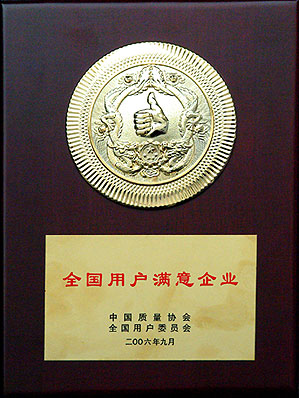 全国用户满意企业
中国质量协会
全国用户委员会
二00六年九月